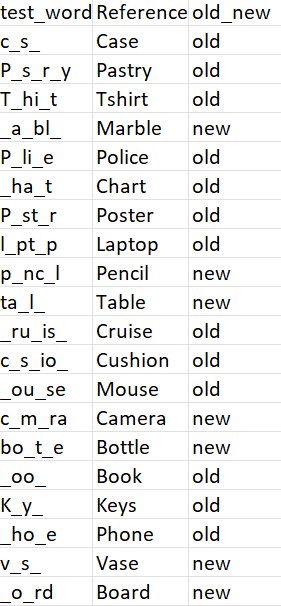 test_word Reference old_new
c_s_ Case old
P_s_r_y Pastry old
T_hi_t Tshirt old
_a_bl_ Marble new
P_li_e Police old
_ha_t Chart old
P_st_r Poster old
l_pt_p Laptop old
p_nc_l Pencil new
ta_l_ Table new
_ru_is_ Cruise old
c_s_io_ Cushion old
_ou_se Mouse old
c_m_ra Camera new
bo_t_e Bottle new
_oo_ Book old
K_y_ Keys old
_ho_e Phone old
v_s_ Vase new
_o_rd Board new